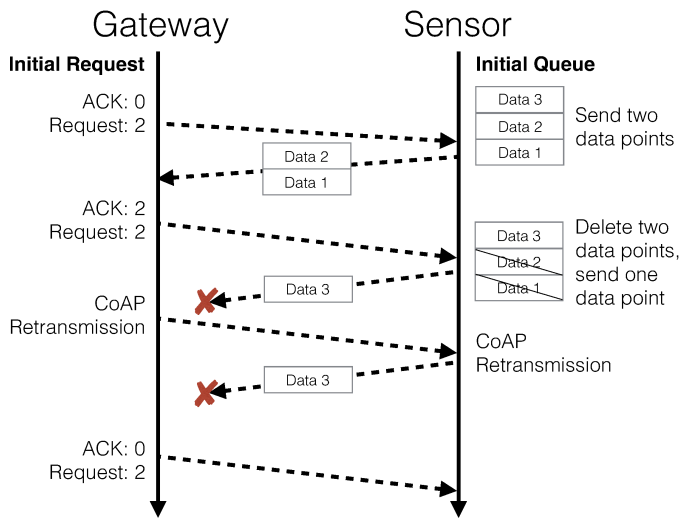 Gateway
Sensor
Initial Request
Initial Queue
ACK: 0
Request: 2
Data 3
Data 2
Data 1
Send two
data points
Data 2
Data 1
ACK: 2
Request: 2
Data 3
Data 2
Data 1
Delete two
data points,
send one
data point
Data 3
CoAP
Retransmission
CoAP
Retransmission
Data 3
ACK: 0
Request: 2